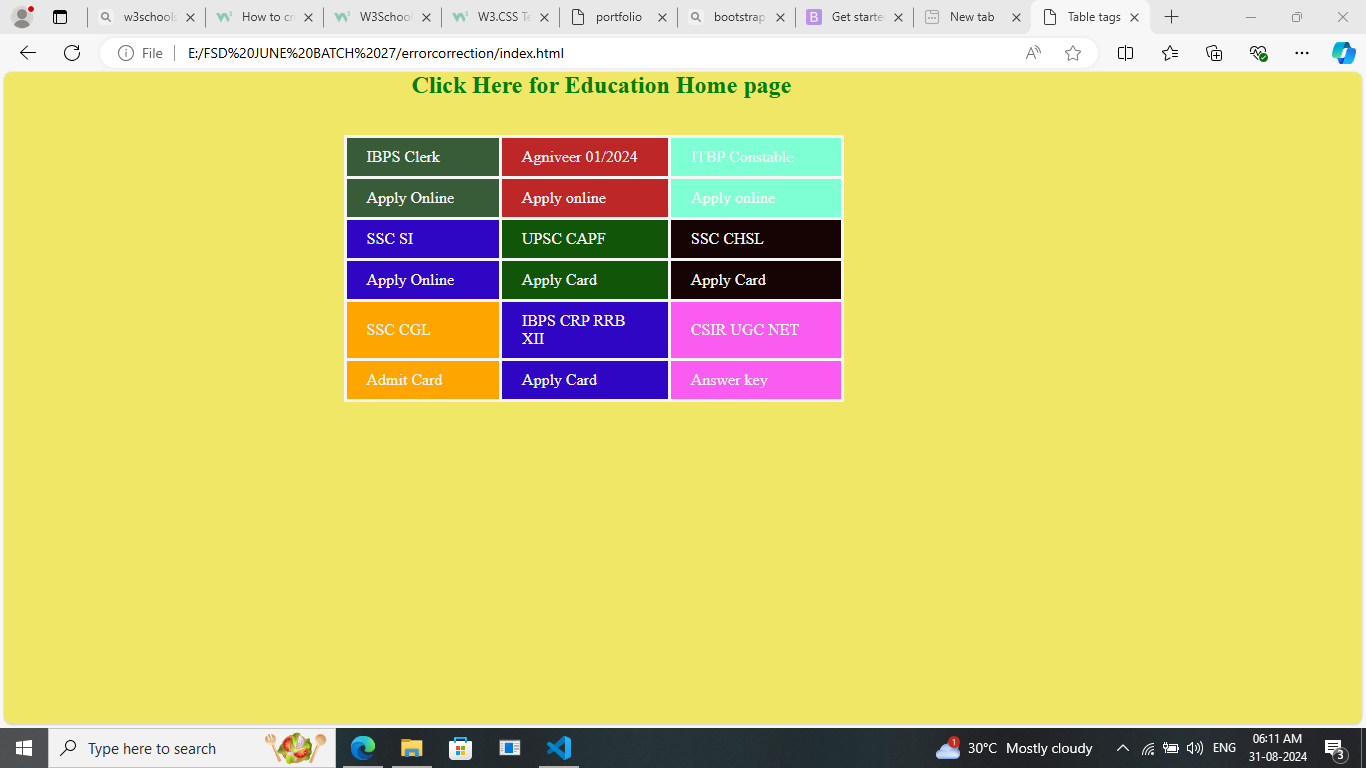 w3schools
How to cr
W3School
W3.CSS Te
portfolio
bootstrap
Get starte
New tab
Table tags
File
E:/FSD%20JUNE%20BATCH%2027/errorcorrection/index.html
Click Here for Education Home page
IBPS Clerk
Agniveer 01/2024
ITBP Constable
Apply Online
Apply online
Apply online
SSC SI
UPSC CAPF
SSC CHSL
Apply Online
Apply Card
Apply Card
SSC CGL
IBPS CRP RRB
XII
CSIR UGC NET
Admit Card
Apply Card
Answer key
Type here to search
1
30°C Mostly cloudy
ENG
06:11 AM
31-08-2024
3